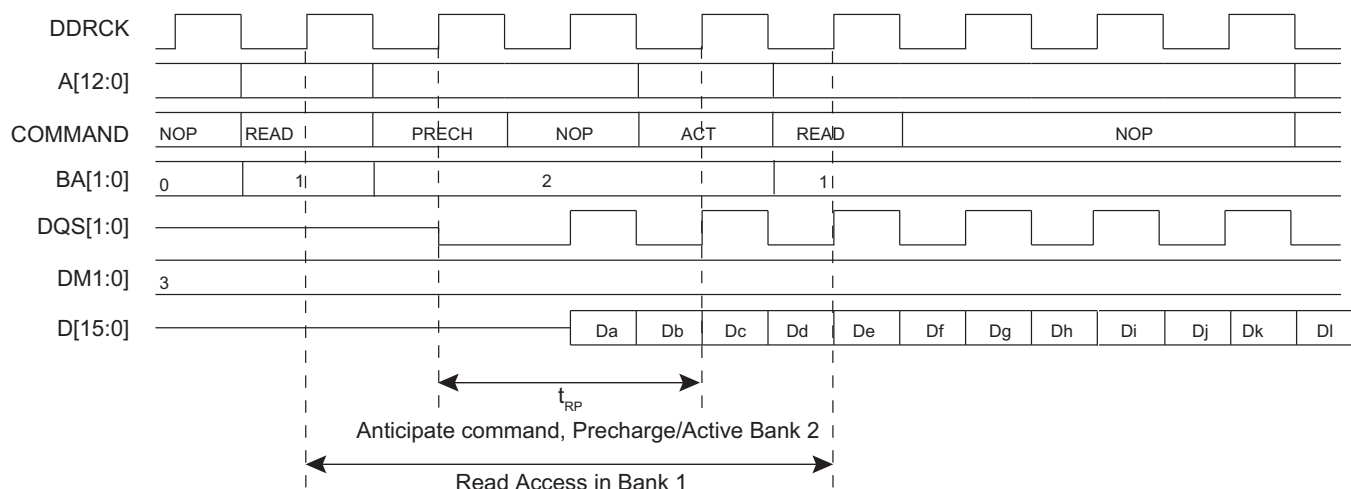 DDRCK
A[12:0]
COMMAND NOP READ PRECH NOP ACT READ NOP
BA[1:0] 0 1 2 1
DQS[1:0]
DM1:0] 3
D[15:0] Da Db Dc Dd De Df Dg Dh Di Dj Dk Dl
tRP
Anticipate command, Precharge/Active Bank 2
Read Access in Bank 1